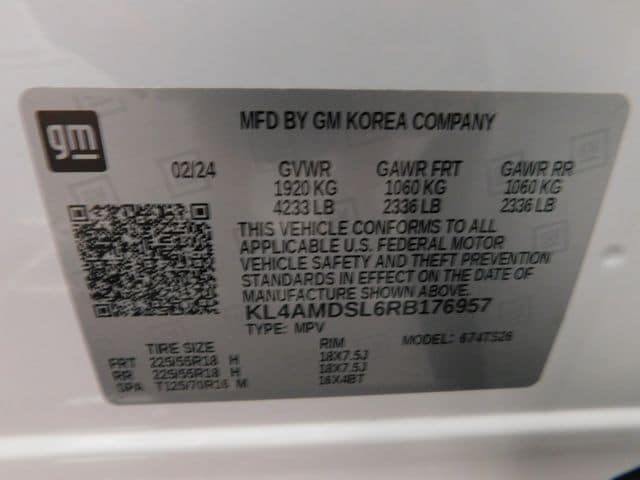 gm
MFD BY GM KOREA COMPANY
02/24 GVWR GAWR FRT GAWR RR
1920 KG 1060 KG 1060 KG
4233 LB 2336 LB 2336 LB
THIS VEHICLE CONFORMS TO ALL
APPLICABLE U.S. FEDERAL MOTOR
VEHICLE SAFETY AND THEFT PREVENTION
STANDARDS IN EFFECT ON THE DATE OF
MANUFACTURE SHOWN ABOVE.
KL4AMDSL6RB176957
TYPE: MPV MODEL: 674TS26
TIRE SIZE RIM
FRT 225/55R18 H 18X7.5J
RR 225/55R18 H 18X7.5J
SPA T125/70R16 M 16X4BT